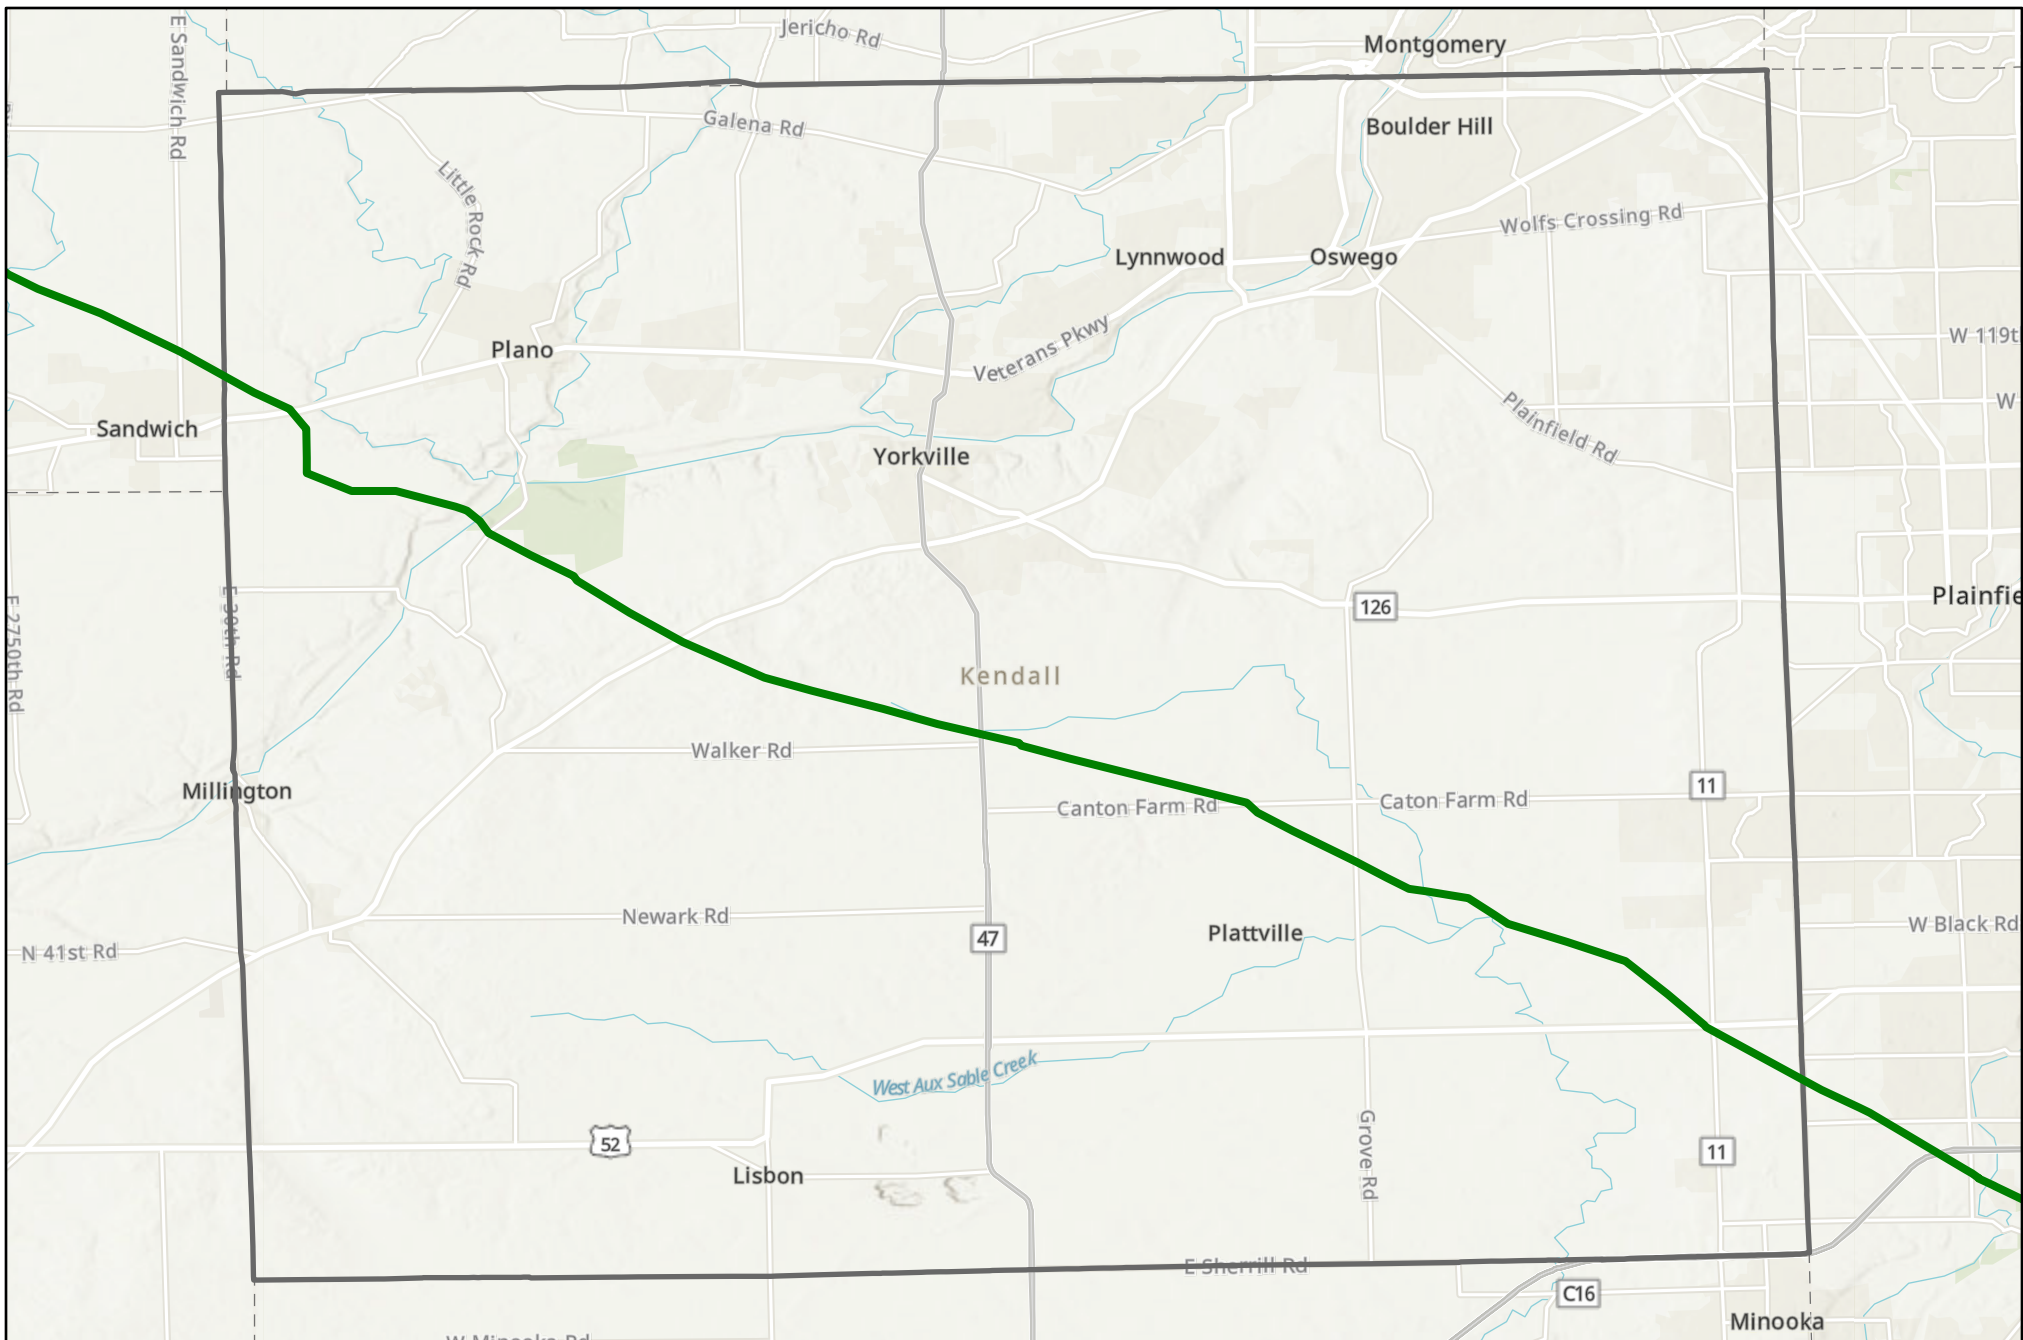 E Sandwich Rd
Jericho Rd
Montgomery
Galena Rd
Boulder Hill
Little Rock Rd
Wolfs Crossing Rd
Lynnwood
Oswego
Veterans Pkwy
W 119t
Plano
W
Plainfield Rd
Sandwich
Yorkville
E 30th Rd
E 2750th Rd
126
Plainfie
Kendall
Walker Rd
Millington
11
Canton Farm Rd
Caton Farm Rd
Newark Rd
Plattville
47
W Black Rd
N 41st Rd
West Aux Sable Creek
52
Grove Rd
11
Lisbon
E Sherrill Rd
C16
Minooka
W Minooka Rd